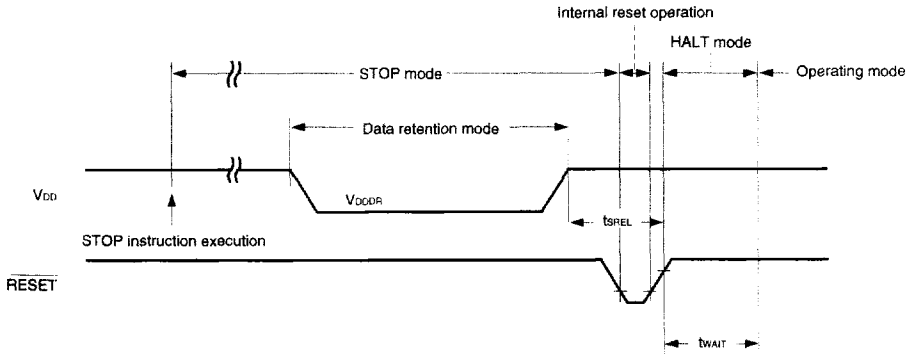 Internal reset operation
HALT mode
STOP mode
Operating mode
Data retention mode
VDD
VDDDR
tSREL
STOP instruction execution
RESET
tWAIT